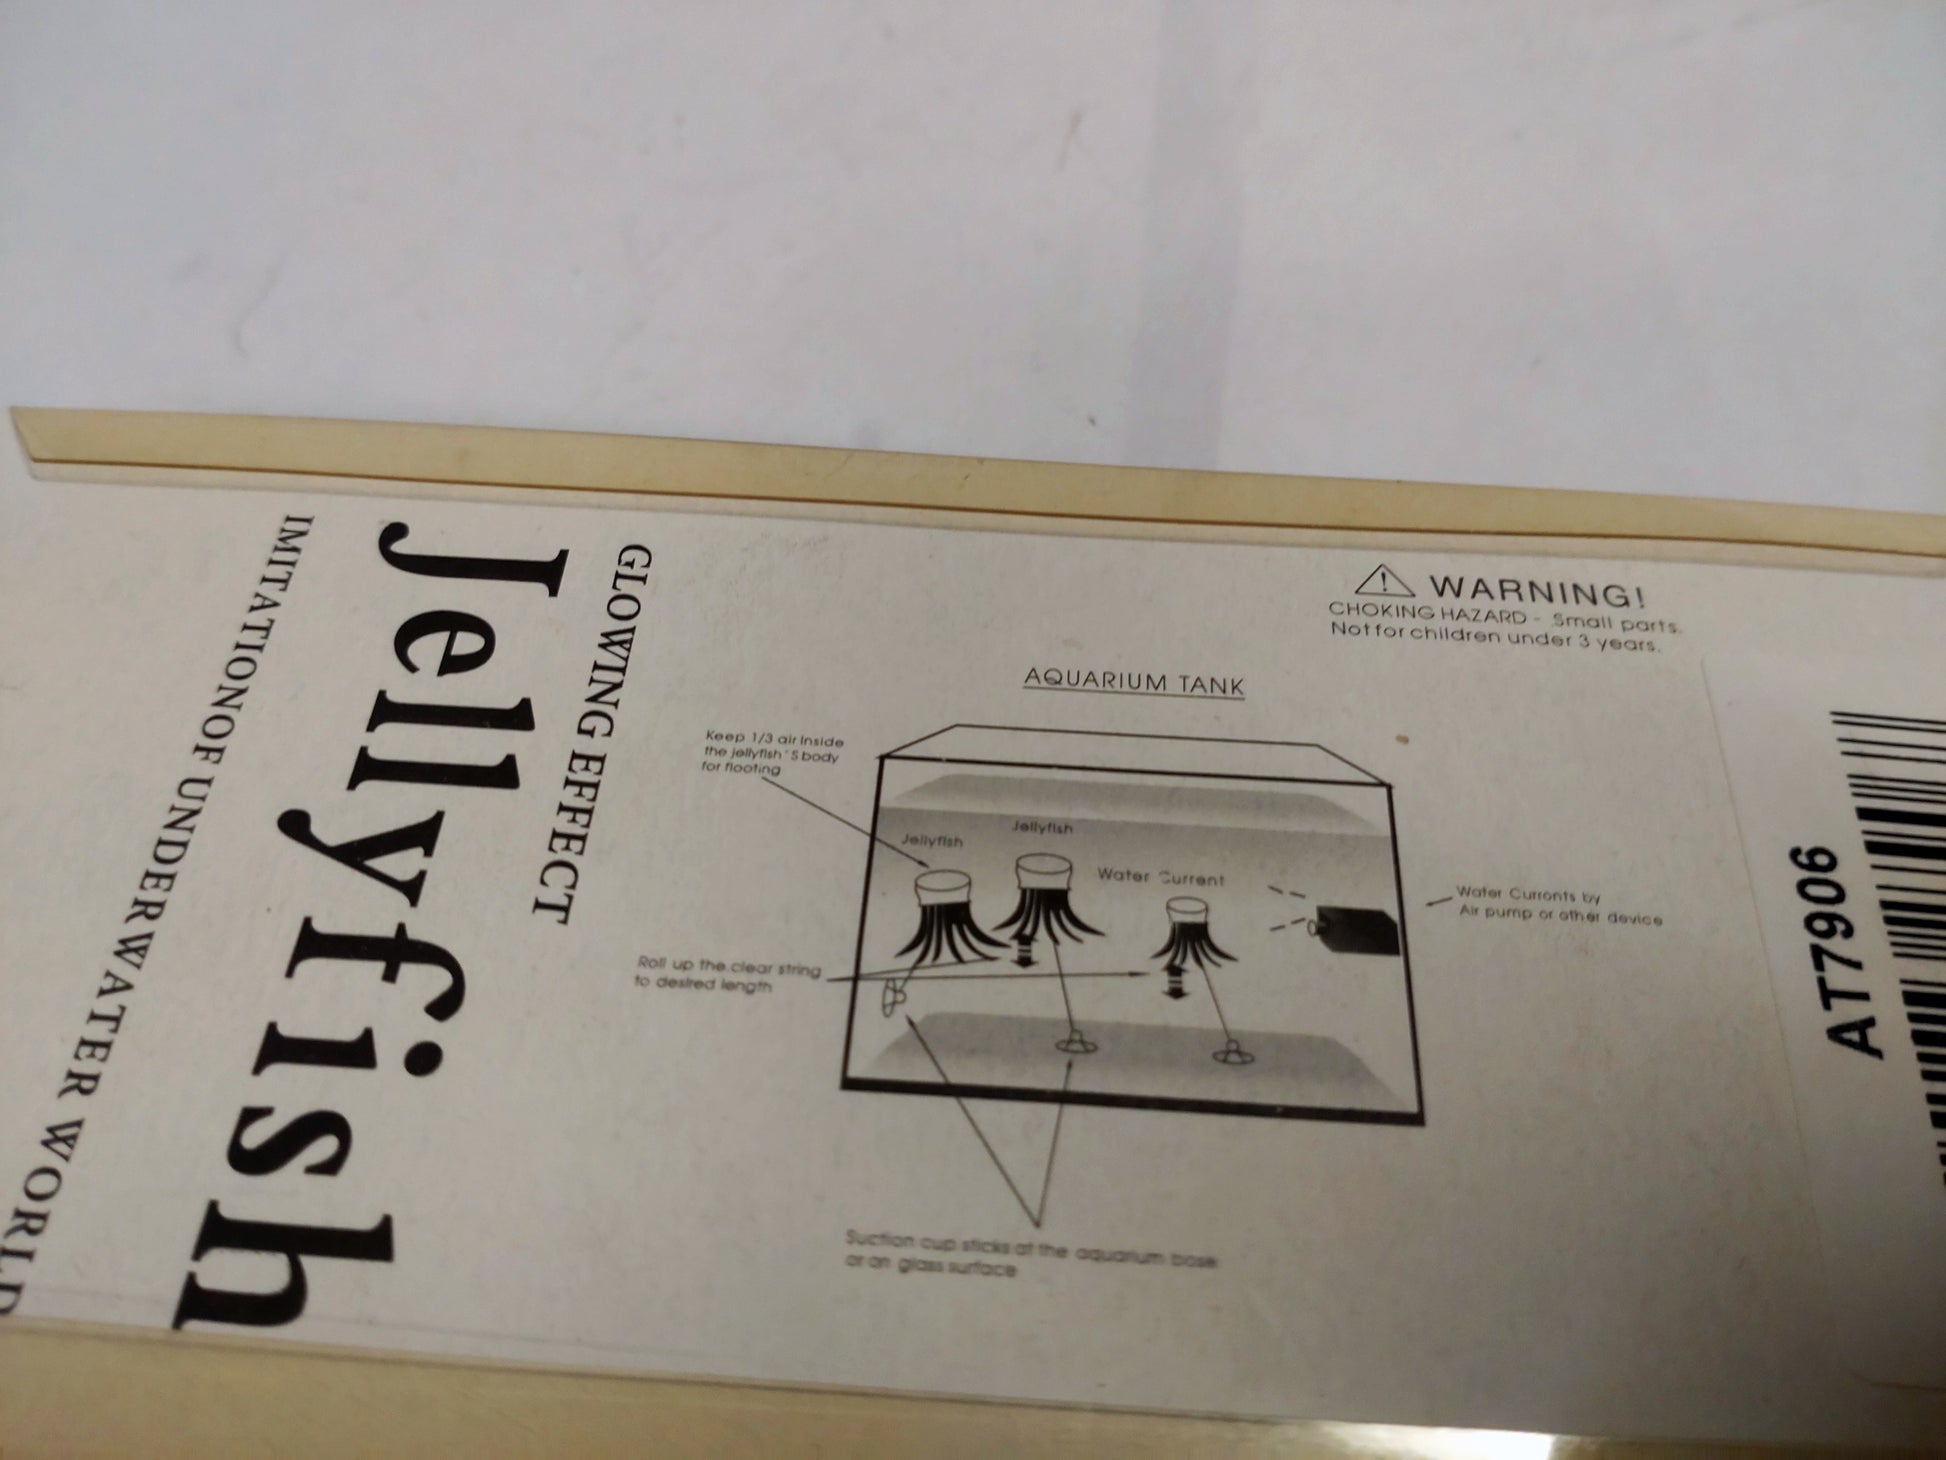 GLOWING EFFECT
Jellyfish
IMITATIONOF UNDERWATER WORLD
WARNING!
CHOKING HAZARD - Small parts.
Not for children under 3 years.
AQUARIUM TANK
Keep 1/3 air inside
the jellyfish'S body
for flooting
Jellyfish
Jellyfish
Water Current
Water Curronts by
Air pump or other device
Roll up the clear string
to desired length
Suction cup sticks at the aquarium base
or on glass surface
AT7906